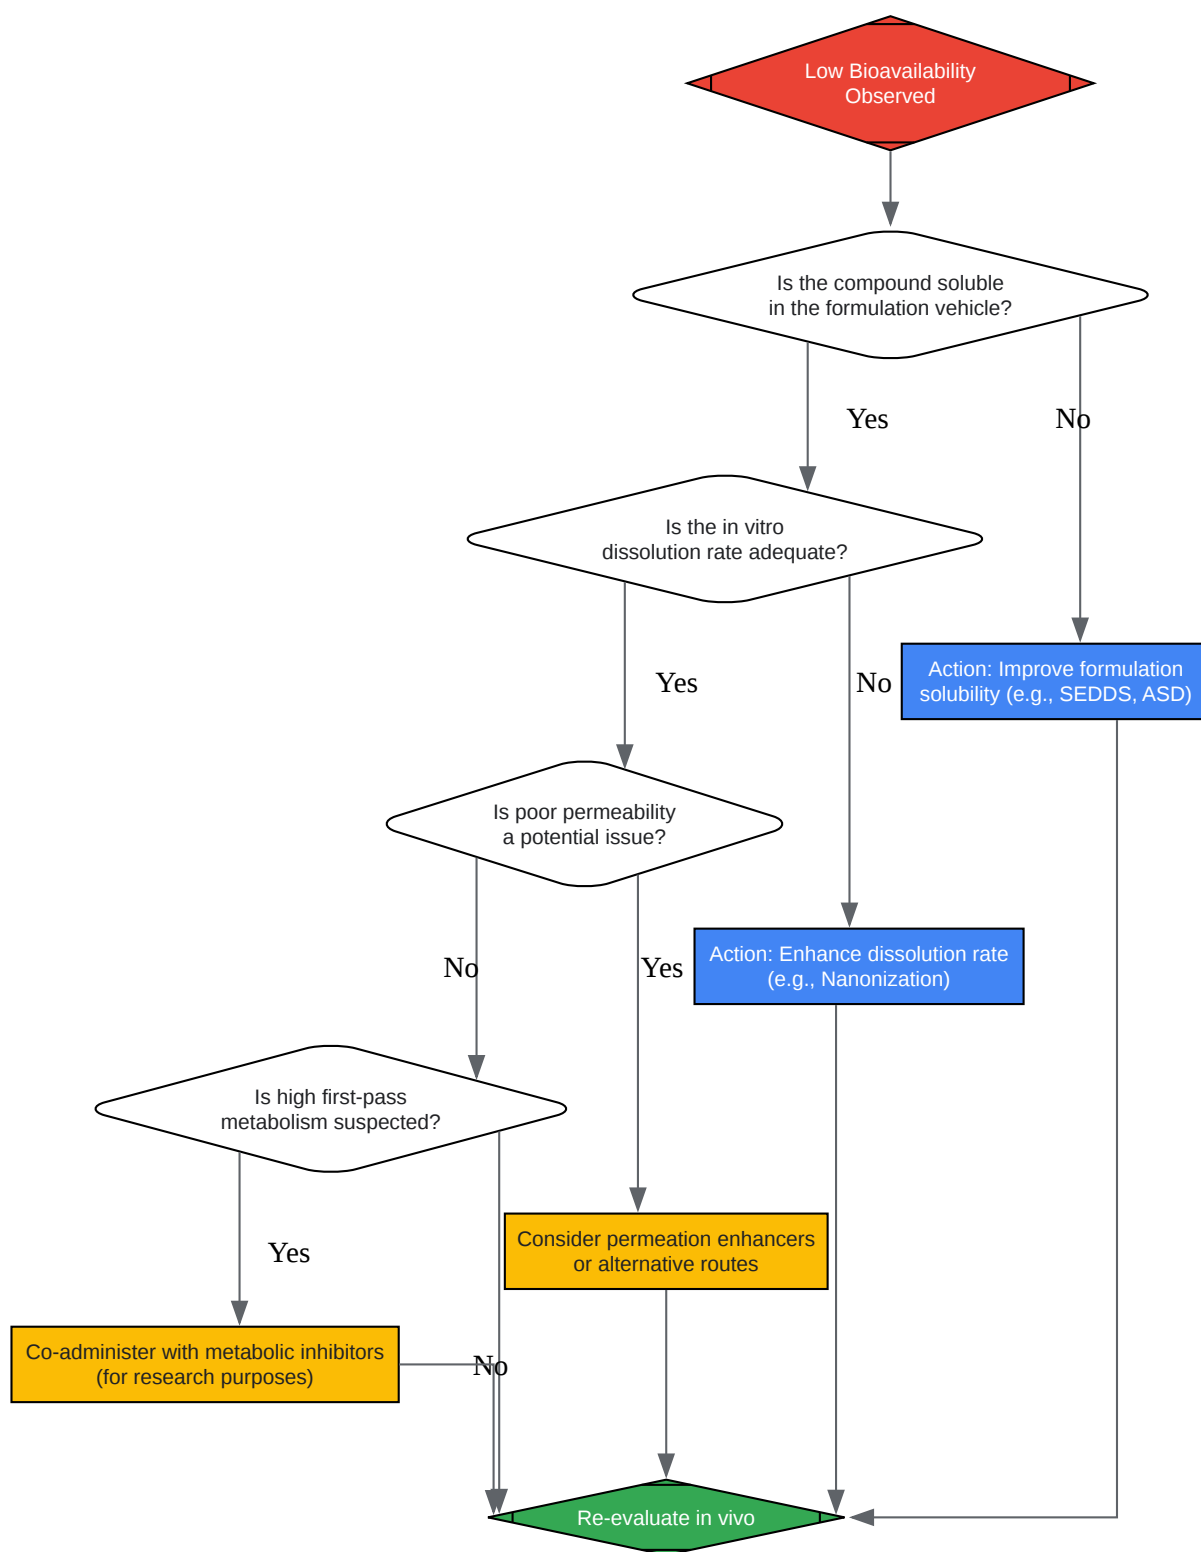 Low Bioavailability
Observed
Is the compound soluble
in the formulation vehicle?
Yes
No
Is the in vitro
dissolution rate adequate?
Yes
No
Action: Improve formulation
solubility (e.g., SEDDS, ASD)
Is poor permeability
a potential issue?
No
Yes
Action: Enhance dissolution rate
(e.g., Nanonization)
Is high first-pass
metabolism suspected?
Yes
Consider permeation enhancers
or alternative routes
Co-administer with metabolic inhibitors
(for research purposes)
No
Re-evaluate in vivo